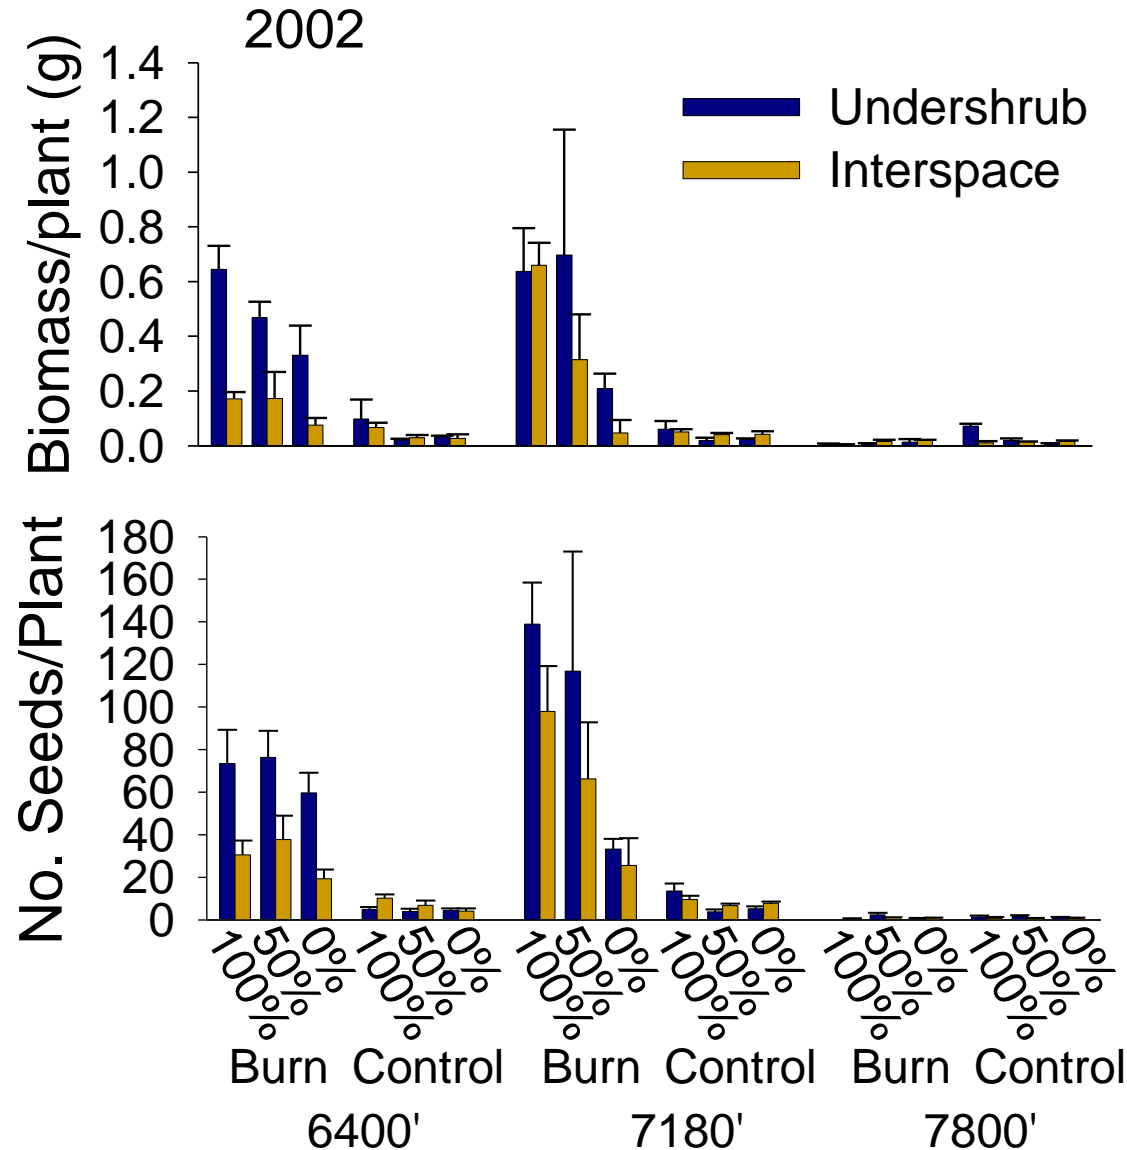 2002
Biomass/plant (g)
1.4
1.2
1.0
0.8
0.6
0.4
0.2
0.0
Undershrub
Interspace
No. Seeds/Plant
180
160
140
120
100
80
60
40
20
0
100% 50% 0% 100% 50% 0% 100% 50% 0% 100% 50% 0% 100% 50% 0% 100% 50% 0%
Burn Control Burn Control Burn Control
6400' 7180' 7800'